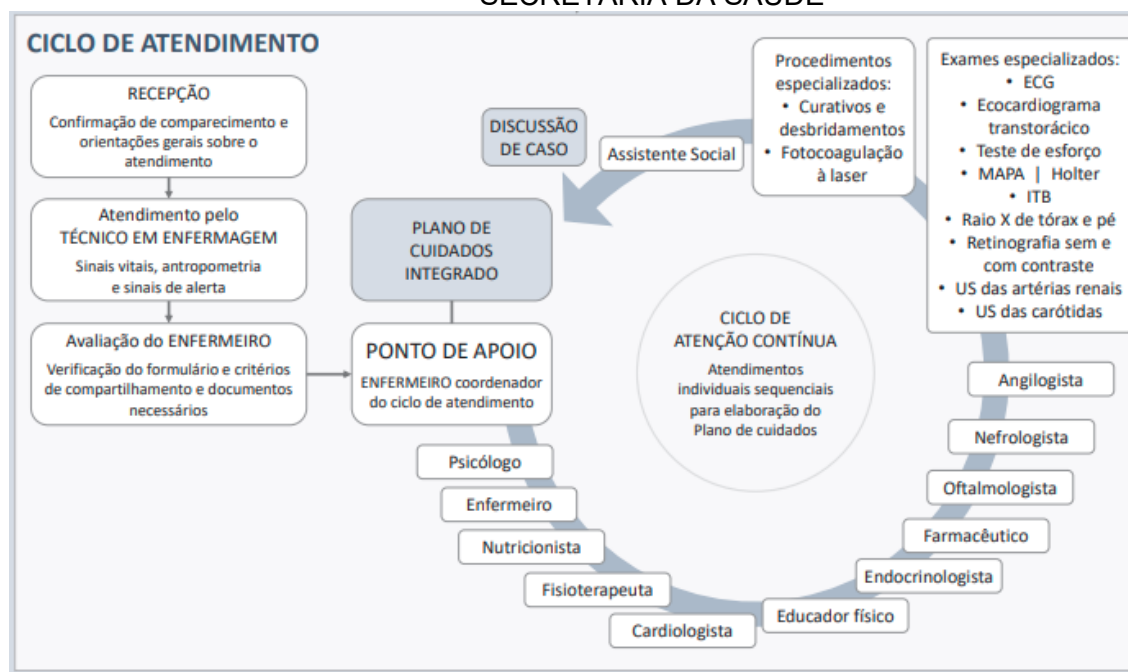 SECRETARIA DA SAÚDE
CICLO DE ATENDIMENTO
RECEPÇÃO
Confirmação de comparecimento e
orientações gerais sobre o
atendimento
Atendimento pelo
TÉCNICO EM ENFERMAGEM
Sinais vitais, antropometria
e sinais de alerta
Avaliação do ENFERMEIRO
Verificação do formulário e critérios
de compartilhamento e documentos
necessários
DISCUSSÃO
DE CASO
PLANO DE
CUIDADOS
INTEGRADO
PONTO DE APOIO
ENFERMEIRO coordenador
do ciclo de atendimento
Psicólogo
Enfermeiro
Nutricionista
Fisioterapeuta
Cardiologista
Educador físico
Endocrinologista
Farmacêutico
Oftalmologista
Nefrologista
Angilogista
Exames especializados:
• ECG
• Ecocardiograma
transtorácico
• Teste de esforço
• MAPA | Holter
• ITB
• Raio X de tórax e pé
• Retinografia sem e
com contraste
• US das artérias renais
• US das carótidas
Procedimentos
especializados:
• Curativos e
desbridamentos
• Fotocoagulação
à laser
Assistente Social
CICLO DE
ATENÇÃO CONTÍNUA
Atendimentos
individuais sequenciais
para elaboração do
Plano de cuidados